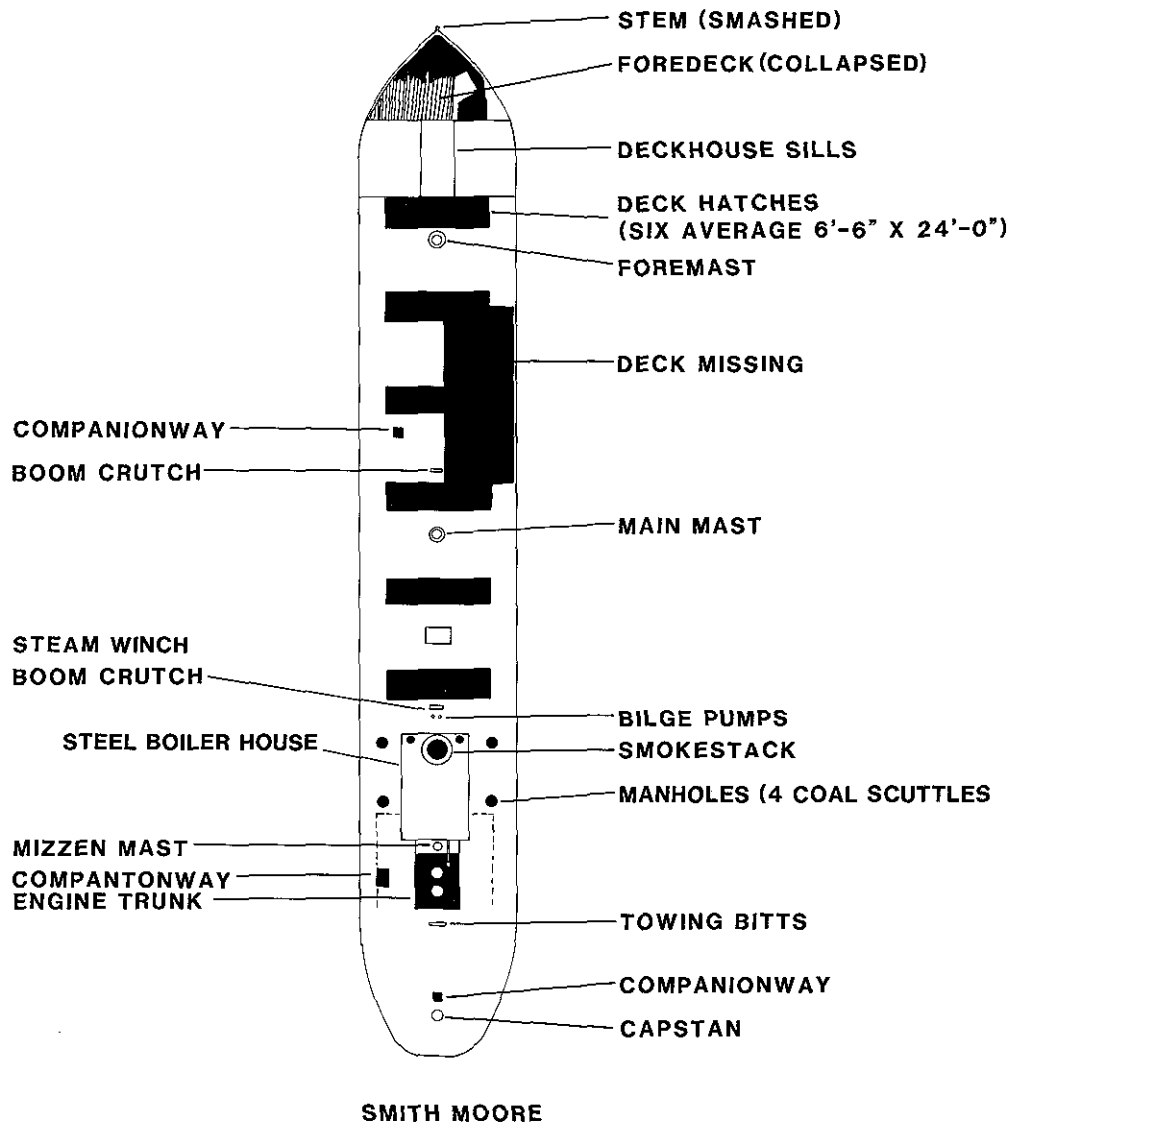 STEM (SMASHED)
FOREDECK (COLLAPSED)
DECKHOUSE SILLS
DECK HATCHES
(SIX AVERAGE 6'-6" X 24'-0")
FOREMAST
DECK MISSING
COMPANIONWAY
BOOM CRUTCH
MAIN MAST
STEAM WINCH
BOOM CRUTCH
BILGE PUMPS
STEEL BOILER HOUSE
SMOKESTACK
MANHOLES (4 COAL SCUTTLES
MIZZEN MAST
COMPANTONWAY
ENGINE TRUNK
TOWING BITTS
COMPANIONWAY
CAPSTAN
SMITH MOORE